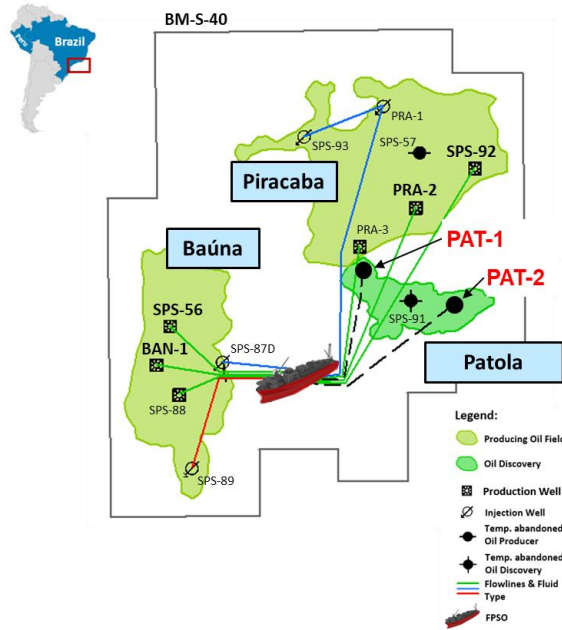 BM-S-40
Brazil
Peru
PRA-1
SPS-93
SPS-57
SPS-92
Piracaba
PRA-2
PRA-3
PAT-1
Baúna
PAT-2
SPS-56
SPS-91
SPS-87D
BAN-1
Patola
SPS-88
SPS-89
Legend:
Producing Oil Field
Oil Discovery
Production Well
Injection Well
Temp. abandoned
Oil Producer
Temp. abandoned
Oil Discovery
Flowlines & Fluid
Type
FPSO